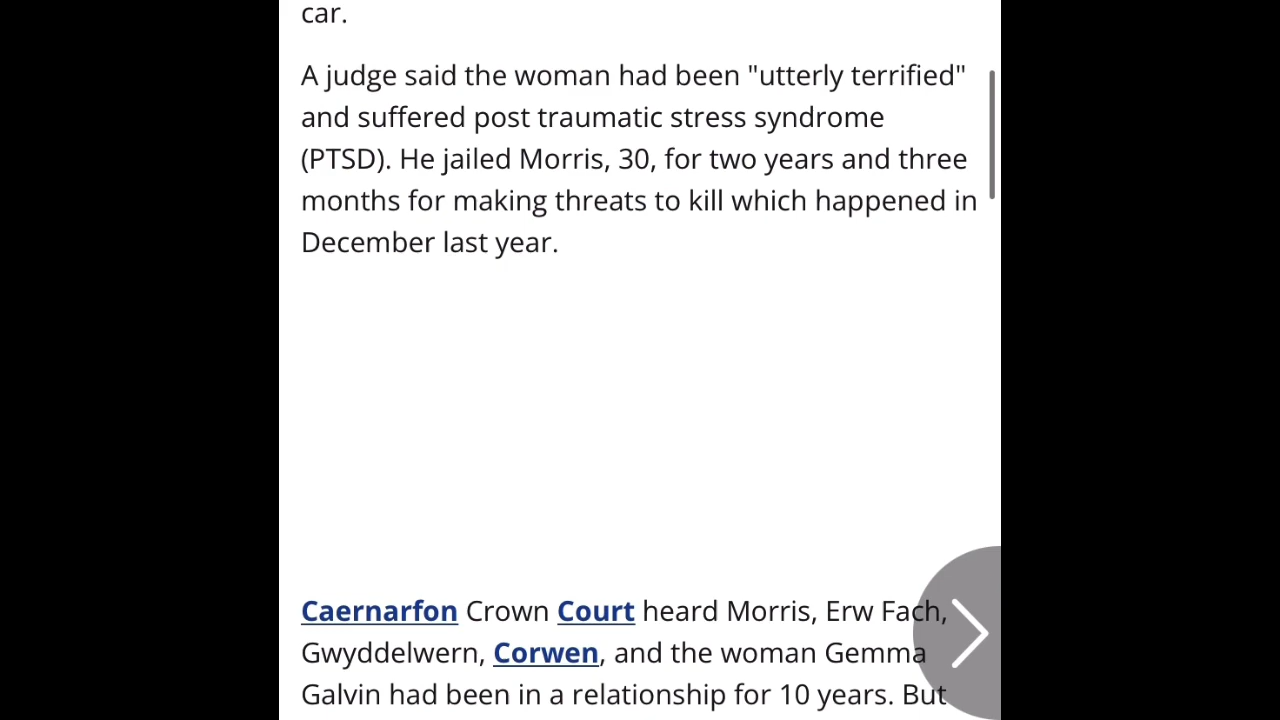 car.
A judge said the woman had been "utterly terrified"
and suffered post traumatic stress syndrome
(PTSD). He jailed Morris, 30, for two years and three
months for making threats to kill which happened in
December last year.
Caernarfon Crown Court heard Morris, Erw Fach,
Gwyddelwern, Corwen, and the woman Gemma
Galvin had been in a relationship for 10 years. But